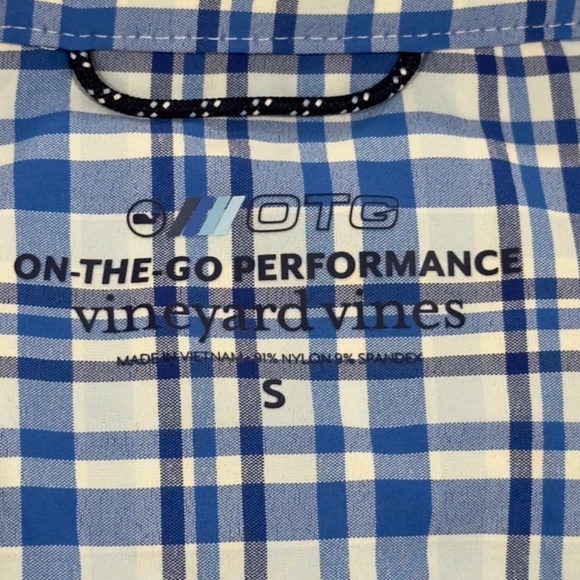 OTG
ON-THE-GO PERFORMANCE
vineyard vines
MADE IN VIETNAM · 91% NYLON 9% SPANDEX
S